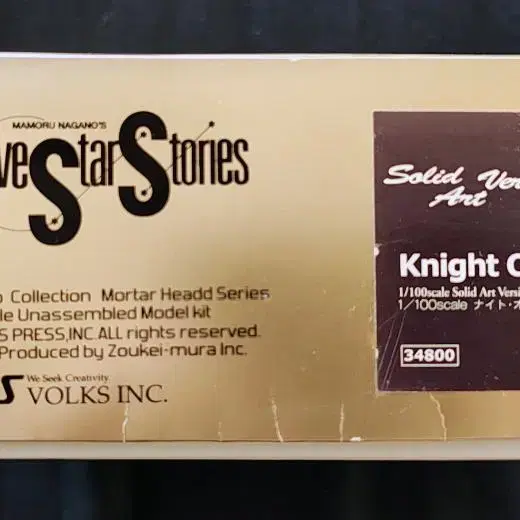 MAMORU NAGANO'S
ve Star Stories
Collection Mortar Headd Series
le Unassembled Model kit
S PRESS,INC.ALL rights reserved.
Produced by Zoukei-mura Inc.
S We Seek Creativity
VOLKS INC.
Solid Ver
Art
Knight O
1/100scale Solid Art Versi
1/100scale ナイト・オ
34800